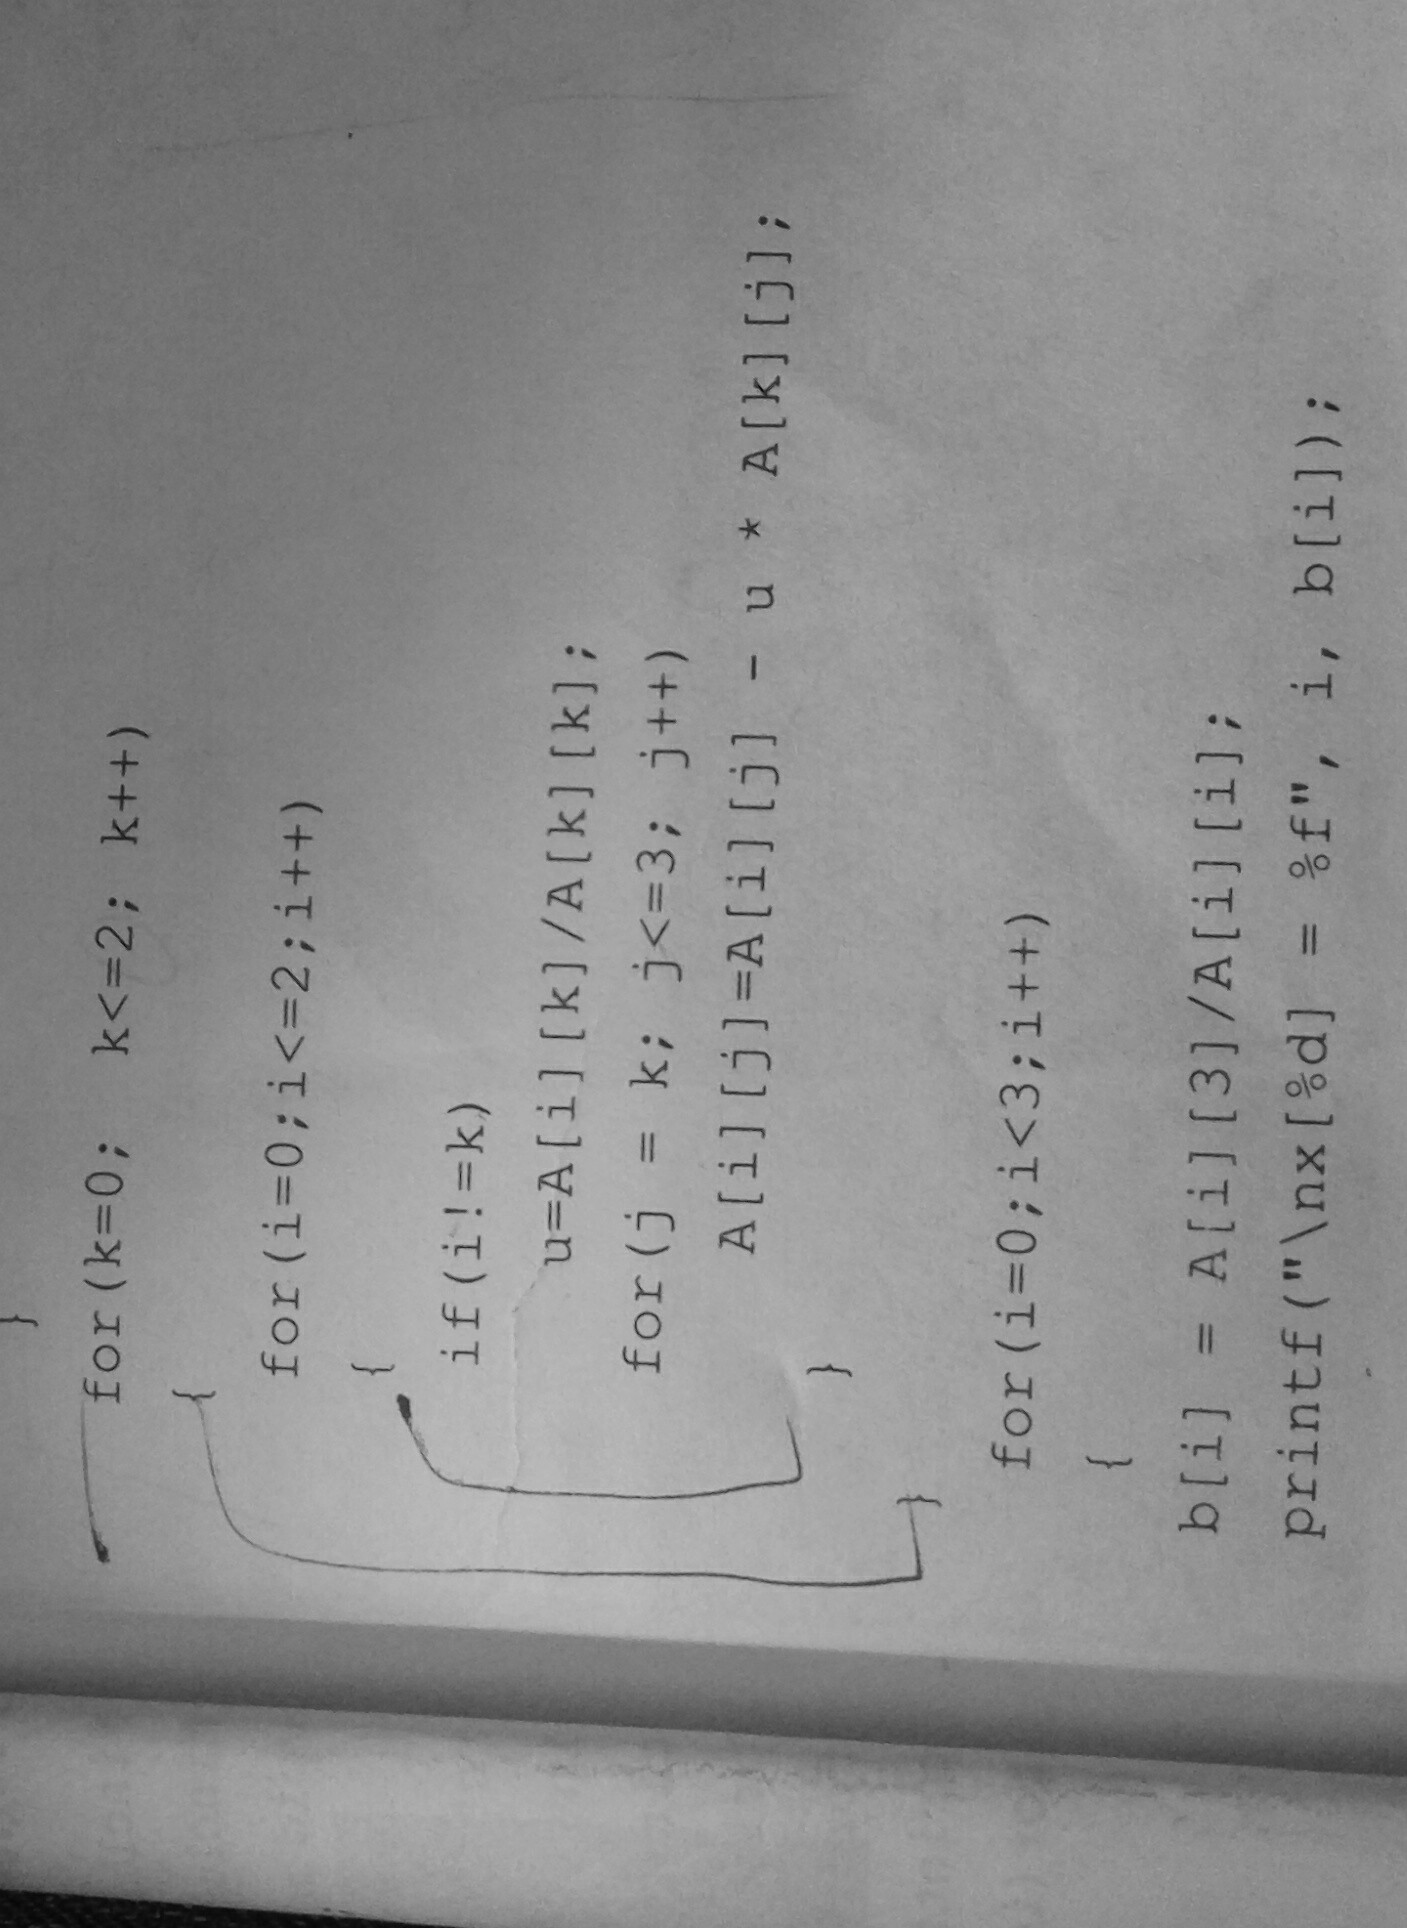 }
for(k=0; k<=2; k++)
{
for(i=0;i<=2;i++)
{
if(i!=k)
u=A[i][k]/A[k][k];
for(j = k; j<=3; j++)
A[i][j]=A[i][j] - u * A[k][j];
}
}
for(i=0;i<3;i++)
{
b[i] = A[i][3]/A[i][i];
printf("\nx[%d] = %f", i, b[i]);